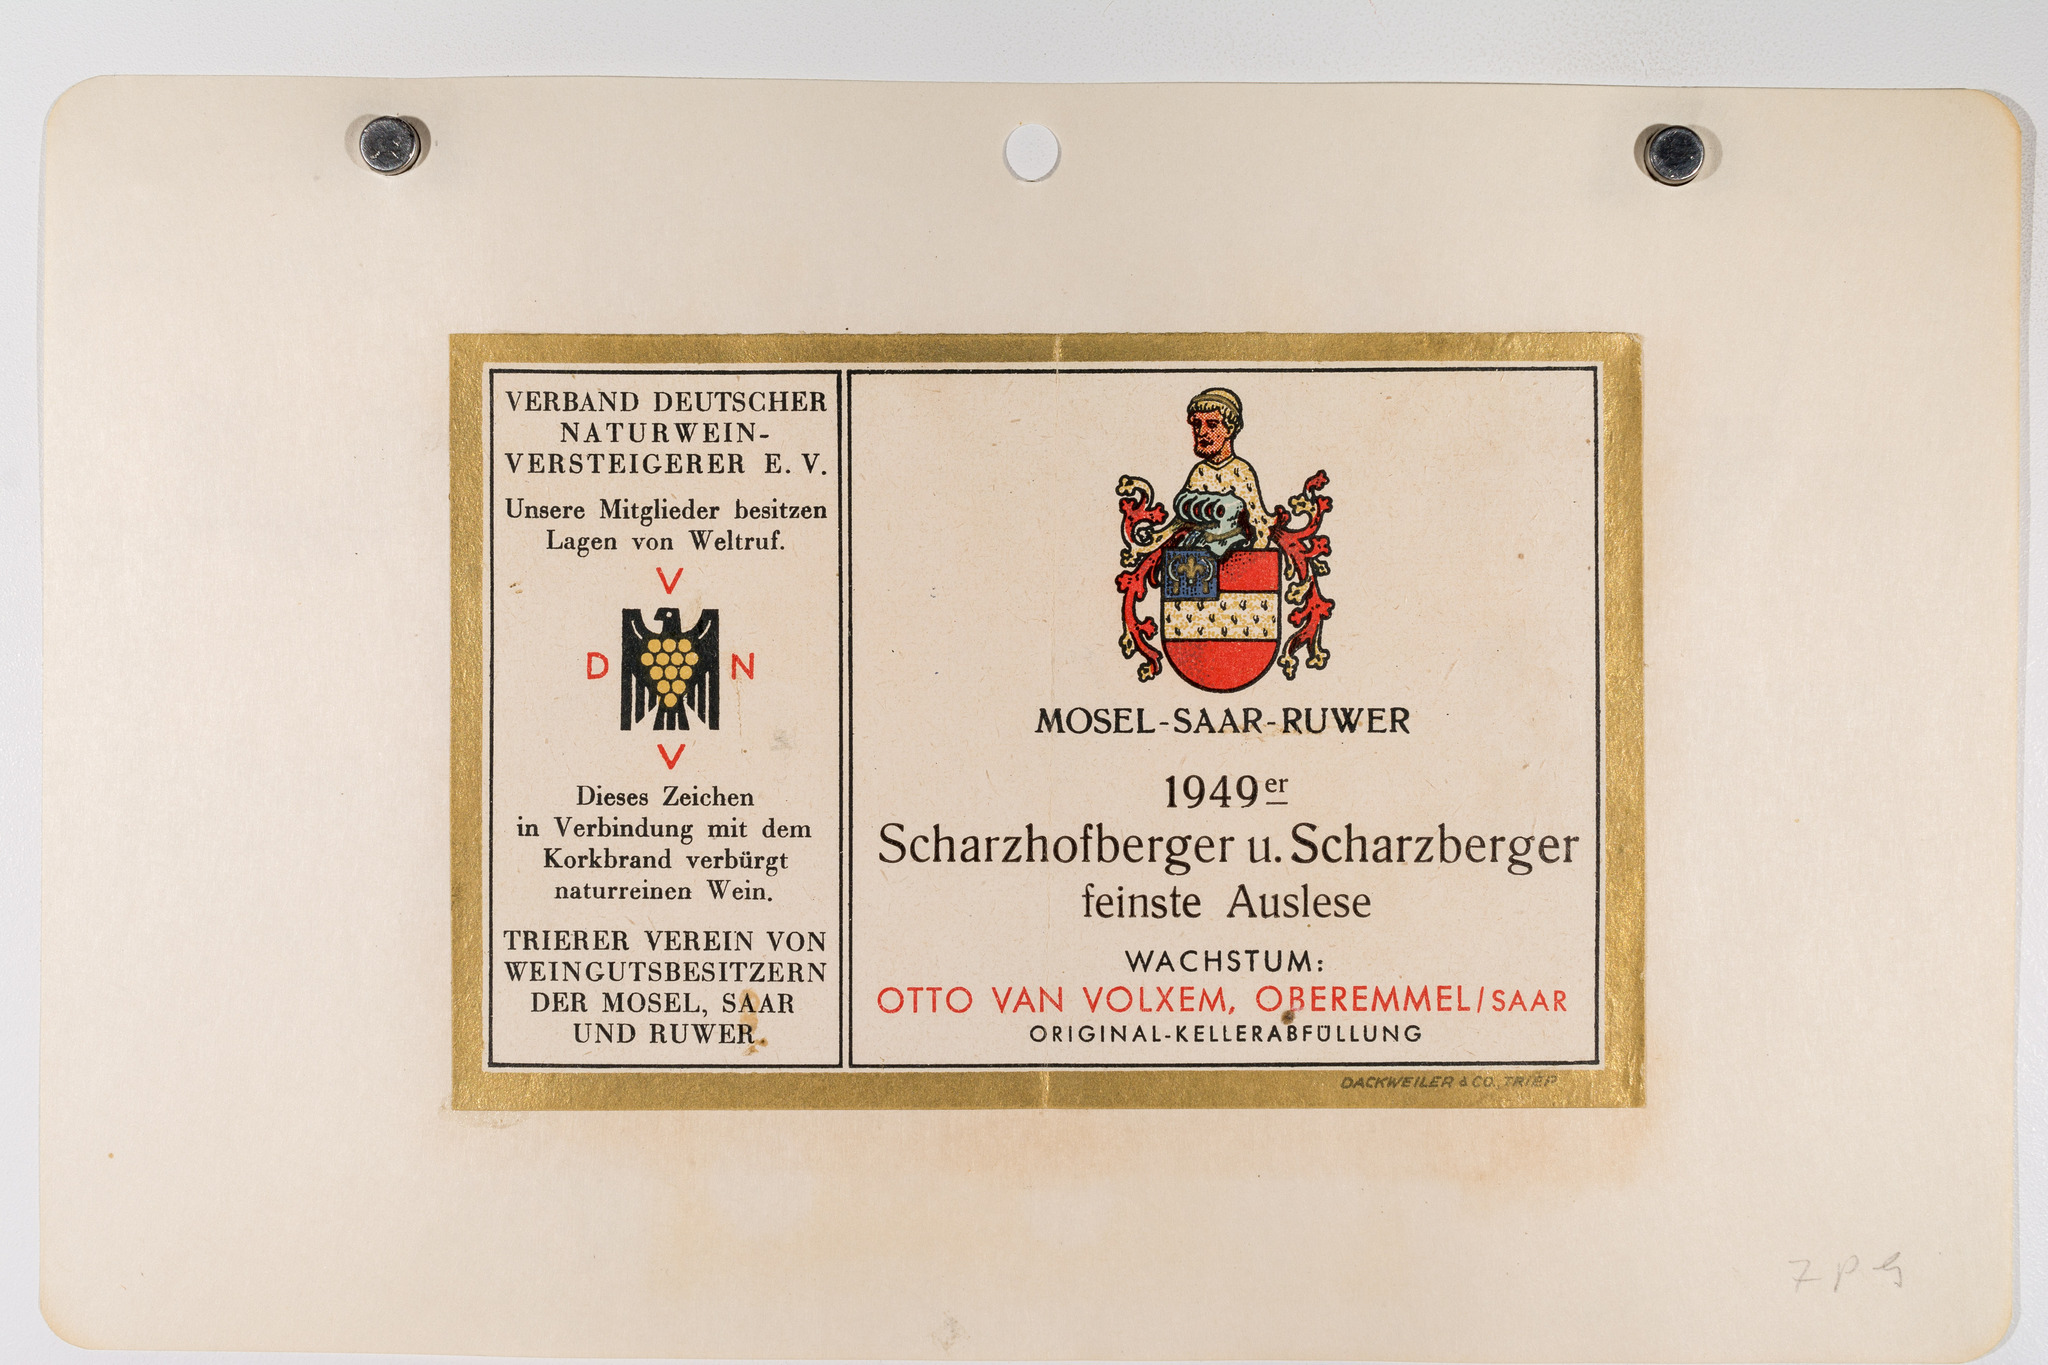 VERBAND DEUTSCHER
NATURWEIN-
VERSTEIGERER E. V.
Unsere Mitglieder besitzen
Lagen von Weltruf.
V
D N
V
Dieses Zeichen
in Verbindung mit dem
Korkbrand verbürgt
naturreinen Wein.
TRIERER VEREIN VON
WEINGUTSBESITZERN
DER MOSEL, SAAR
UND RUWER.
MOSEL-SAAR-RUWER
1949er
Scharzhofberger u. Scharzberger
feinste Auslese
WACHSTUM:
OTTO VAN VOLXEM, OBEREMMEL/SAAR
ORIGINAL-KELLERABFÜLLUNG
DACKWEILER & CO., TRIER